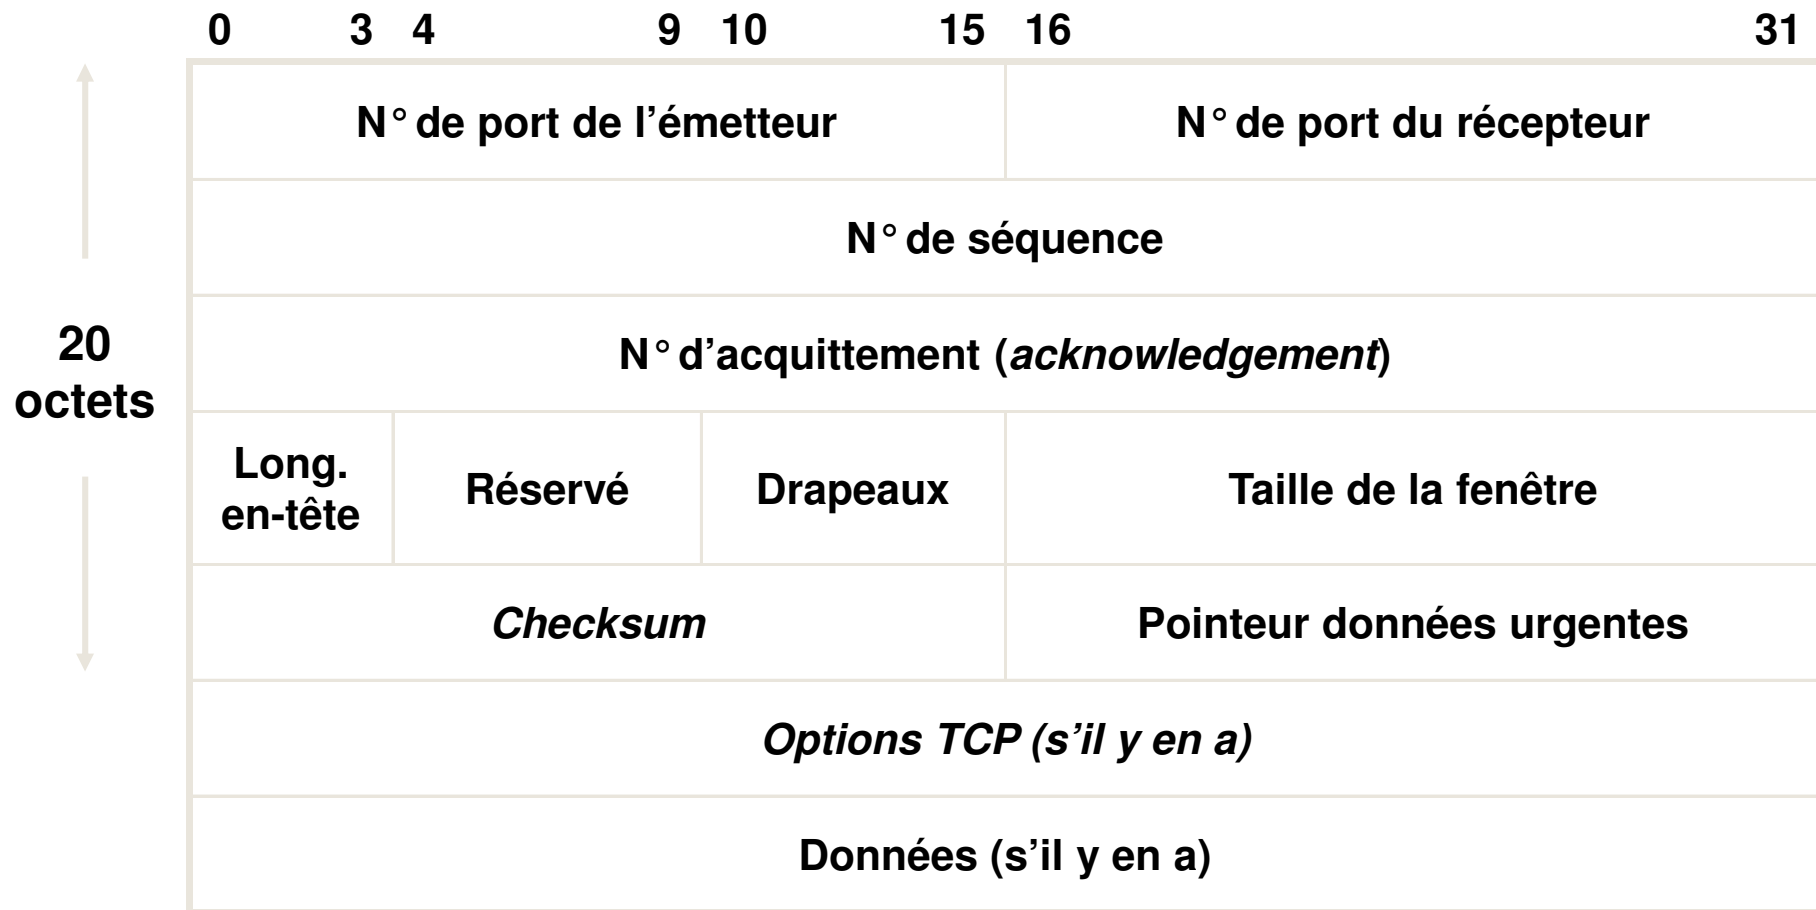 0 3 4 9 10 15 16 31
N° de port de l’émetteur N° de port du récepteur
N° de séquence
N° d’acquittement (acknowledgement)
20
octets
Long.
en-tête
Réservé Drapeaux Taille de la fenêtre
Checksum Pointeur données urgentes
Options TCP (s’il y en a)
Données (s’il y en a)